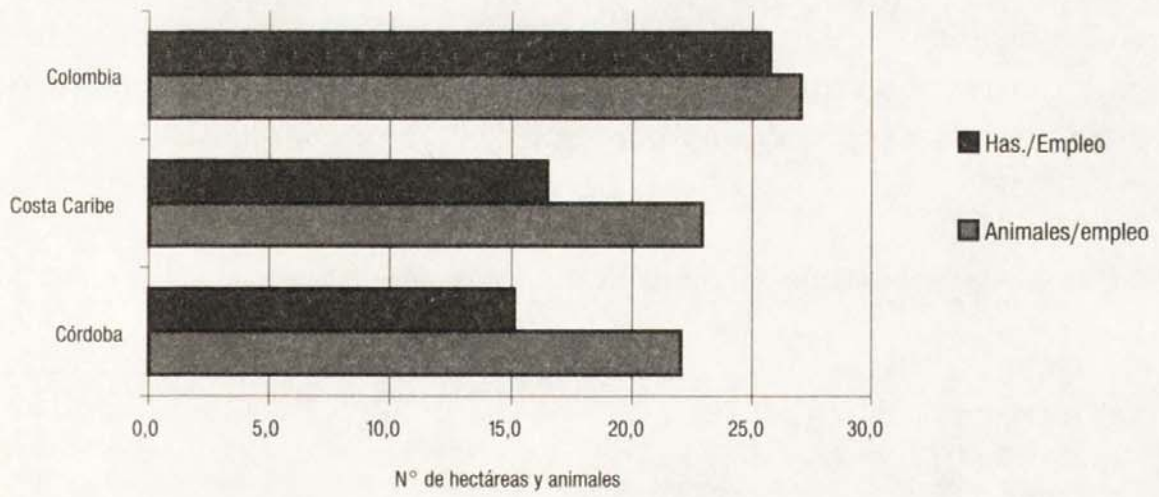 Colombia
Costa Caribe
Córdoba
0,0 5,0 10,0 15,0 20,0 25,0 30,0
N° de hectáreas y animales
Has./Empleo
Animales/empleo